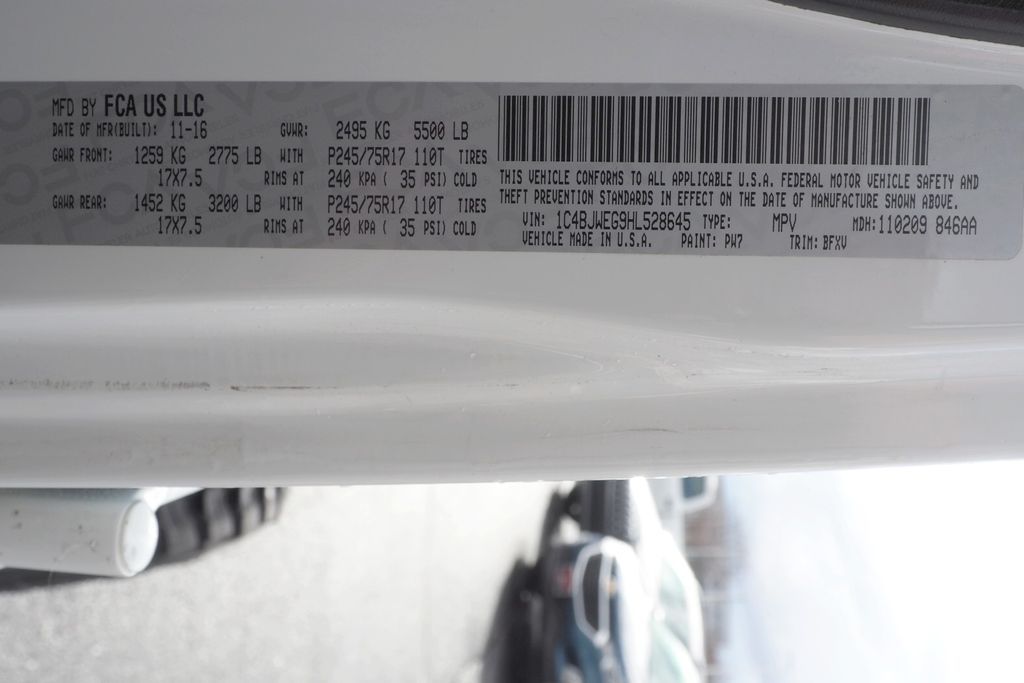 MFD BY FCA US LLC
DATE OF MFR(BUILT): 11-16 GVWR: 2495 KG 5500 LB
GAWR FRONT: 1259 KG 2775 LB WITH P245/75R17 110T TIRES
17X7.5 RIMS AT 240 KPA ( 35 PSI) COLD
GAWR REAR: 1452 KG 3200 LB WITH P245/75R17 110T TIRES
17X7.5 RIMS AT 240 KPA ( 35 PSI) COLD
THIS VEHICLE CONFORMS TO ALL APPLICABLE U.S.A. FEDERAL MOTOR VEHICLE SAFETY AND
THEFT PREVENTION STANDARDS IN EFFECT ON THE DATE OF MANUFACTURE SHOWN ABOVE.
VIN: 1C4BJWEG9HL528645 TYPE: MPV MDH:110209 846AA
VEHICLE MADE IN U.S.A. PAINT: PW7 TRIM: BFXV